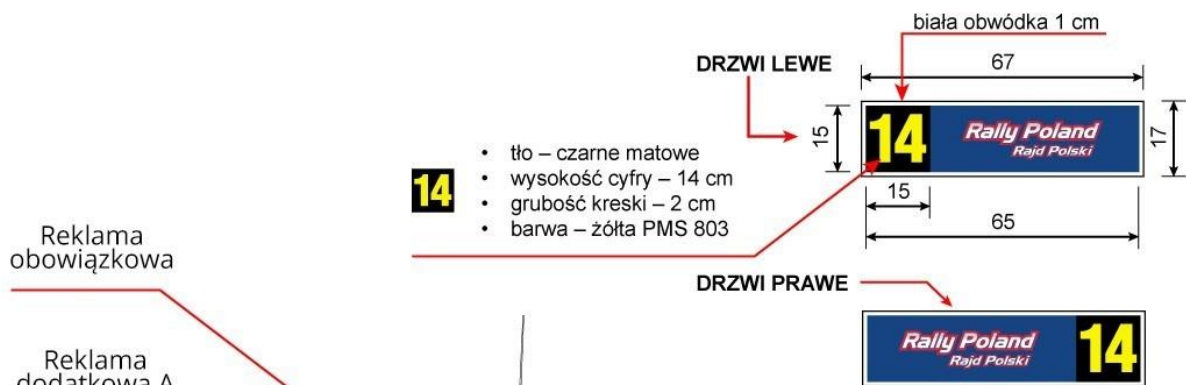 biała obwódka 1 cm
DRZWI LEWE
67
15
14
Rally Poland
Rajd Polski
17
15
65
14
• tło – czarne matowe
• wysokość cyfry – 14 cm
• grubość kreski – 2 cm
• barwa – żółta PMS 803
Reklama
obowiązkowa
DRZWI PRAWE
Rally Poland
Rajd Polski
14
Reklama
dodatkowa A